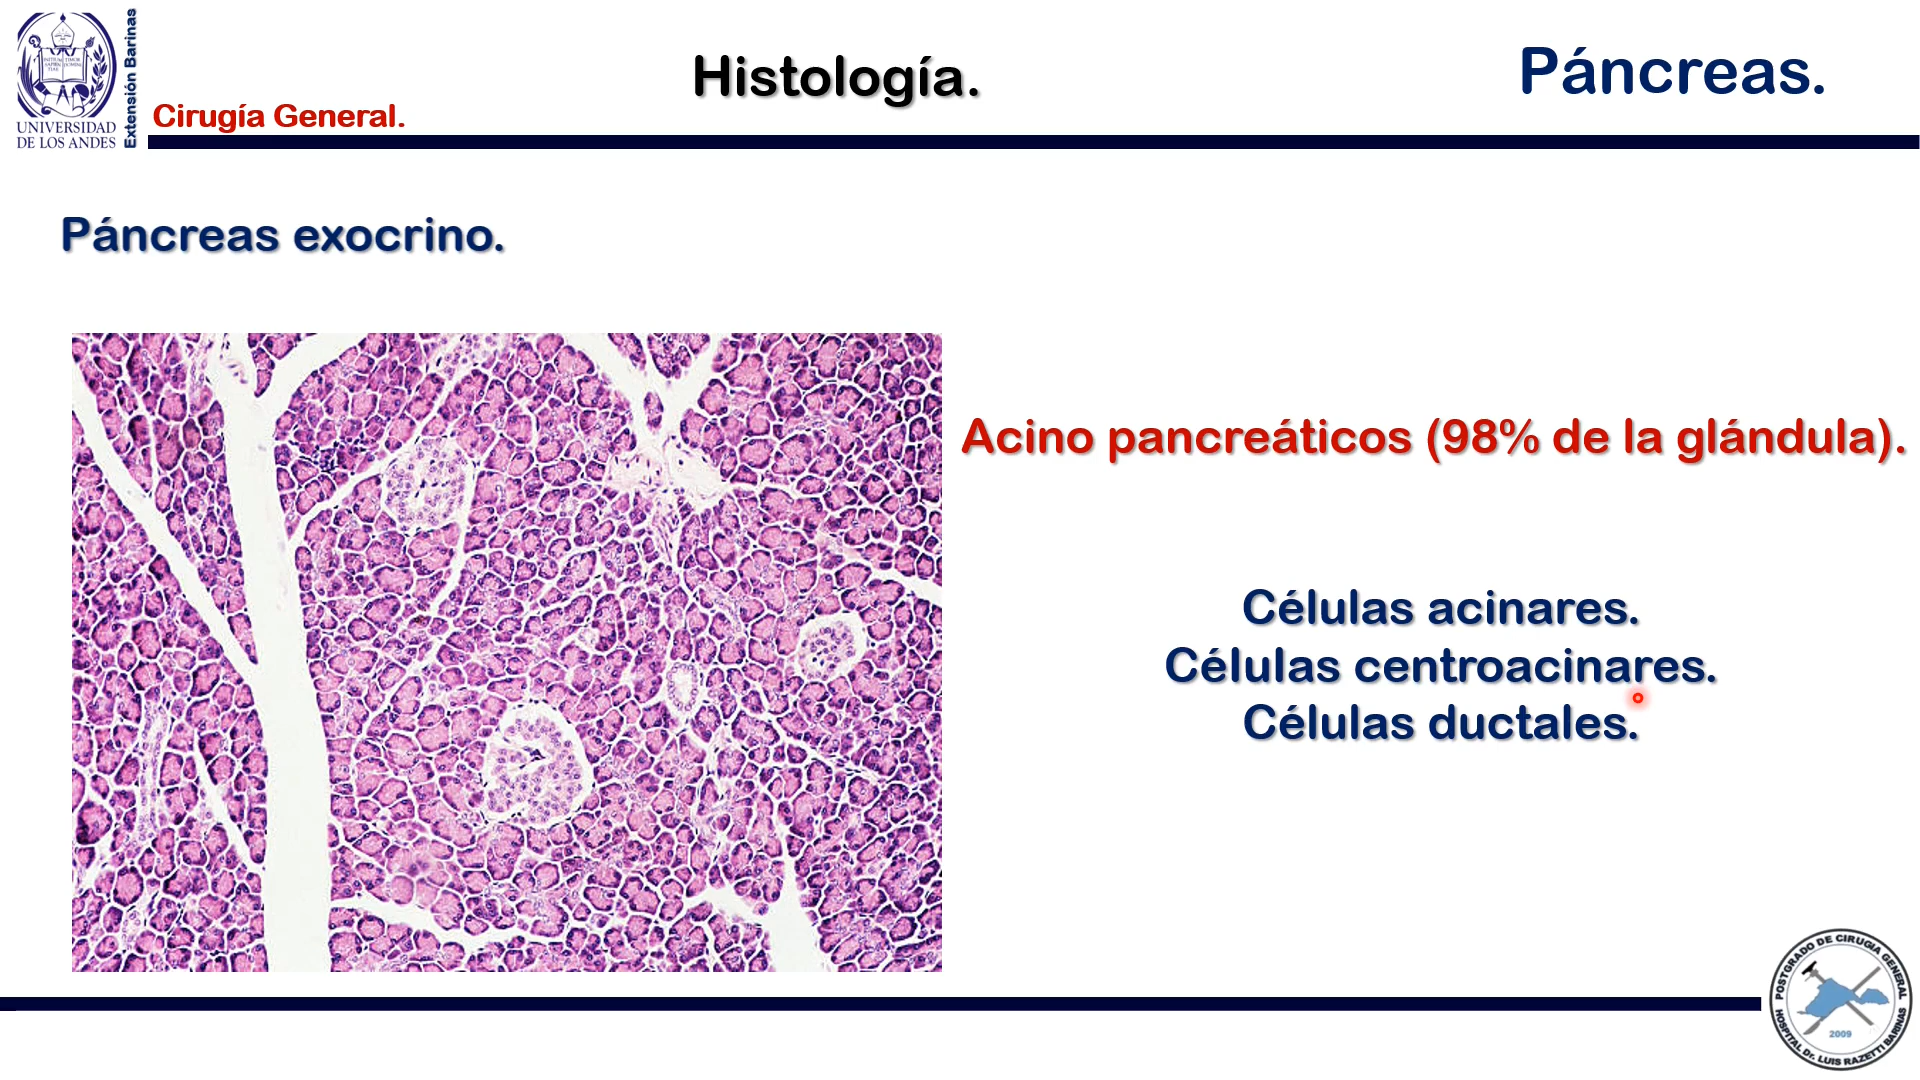 Extensión Barinas
UNIVERSIDAD
DE LOS ANDES
Cirugía General.
Histología.
Páncreas.
Páncreas exocrino.
Acino pancreáticos (98% de la glándula).
Células acinares.
Células centroacinares.
Células ductales.
POSTGRADO DE CIRUGIA GENERAL
HOSPITAL Dr. LUIS RAZETTI BARINAS
2009